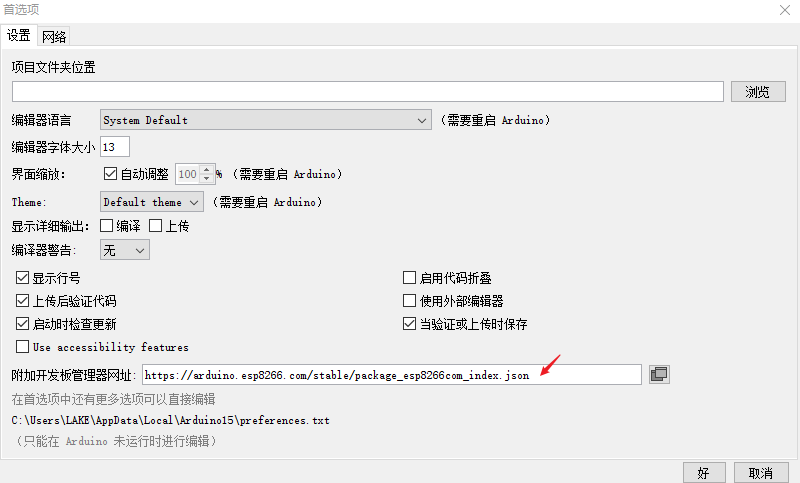 首选项
设置 网络
项目文件夹位置
浏览
编辑器语言 System Default (需要重启 Arduino)
编辑器字体大小 13
界面缩放: 自动调整 100 % (需要重启 Arduino)
Theme: Default theme (需要重启 Arduino)
显示详细输出: 编译 上传
编译器警告: 无
显示行号 启用代码折叠
上传后验证代码 使用外部编辑器
启动时检查更新 当验证或上传时保存
Use accessibility features
附加开发板管理器网址: https://arduino.esp8266.com/stable/package_esp8266com_index.json
在首选项中还有更多选项可以直接编辑
C:\Users\LAKE\AppData\Local\Arduino15\preferences.txt
(只能在 Arduino 未运行时进行编辑)
好 取消